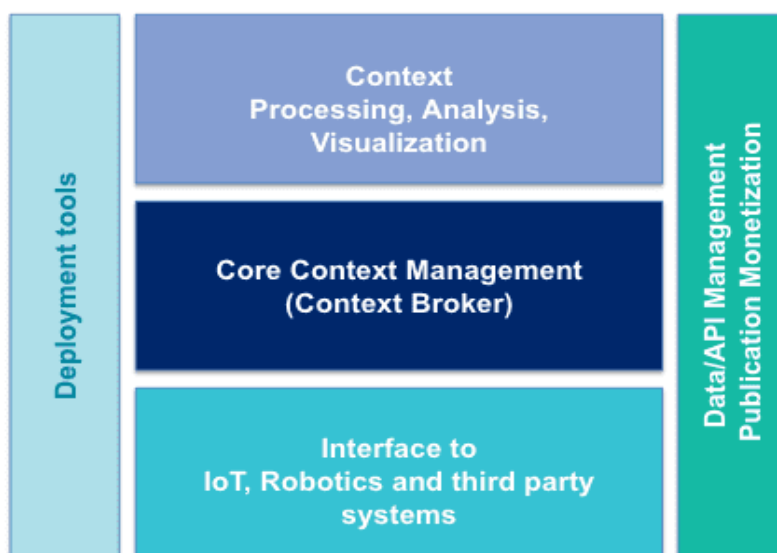 Deployment tools
Context
Processing, Analysis,
Visualization
Core Context Management
(Context Broker)
Interface to
IoT, Robotics and third party
systems
Data/API Management
Publication Monetization